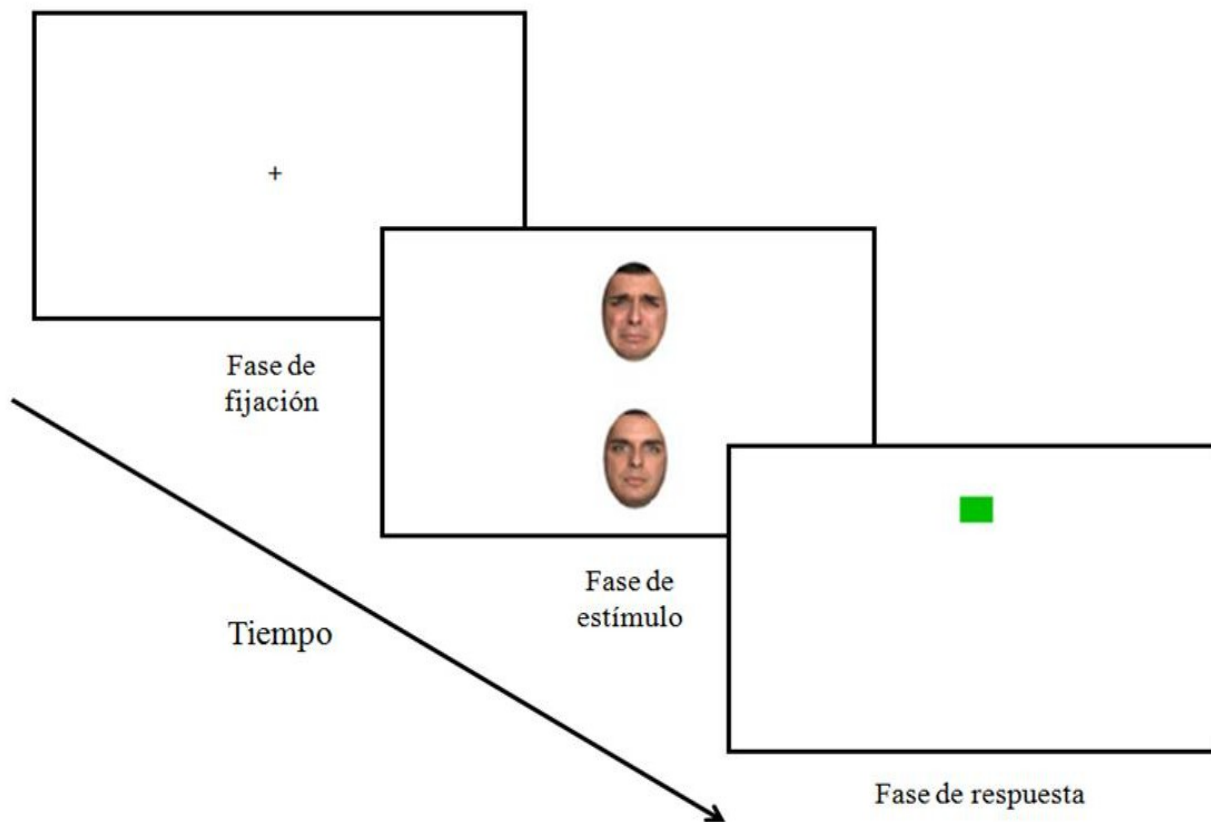 Fase de
fijación
Fase de
estímulo
Tiempo
Fase de respuesta